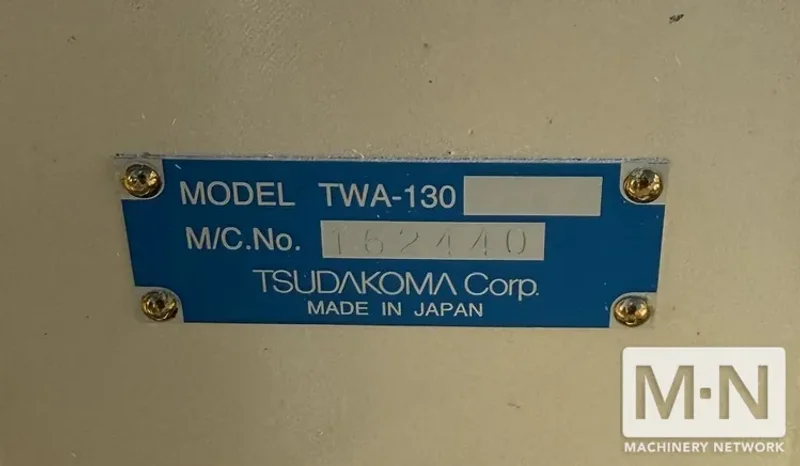 MODEL TWA-130
M/C.No. 162440
TSUDAKOMA Corp.
MADE IN JAPAN
M·N
MACHINERY NETWORK